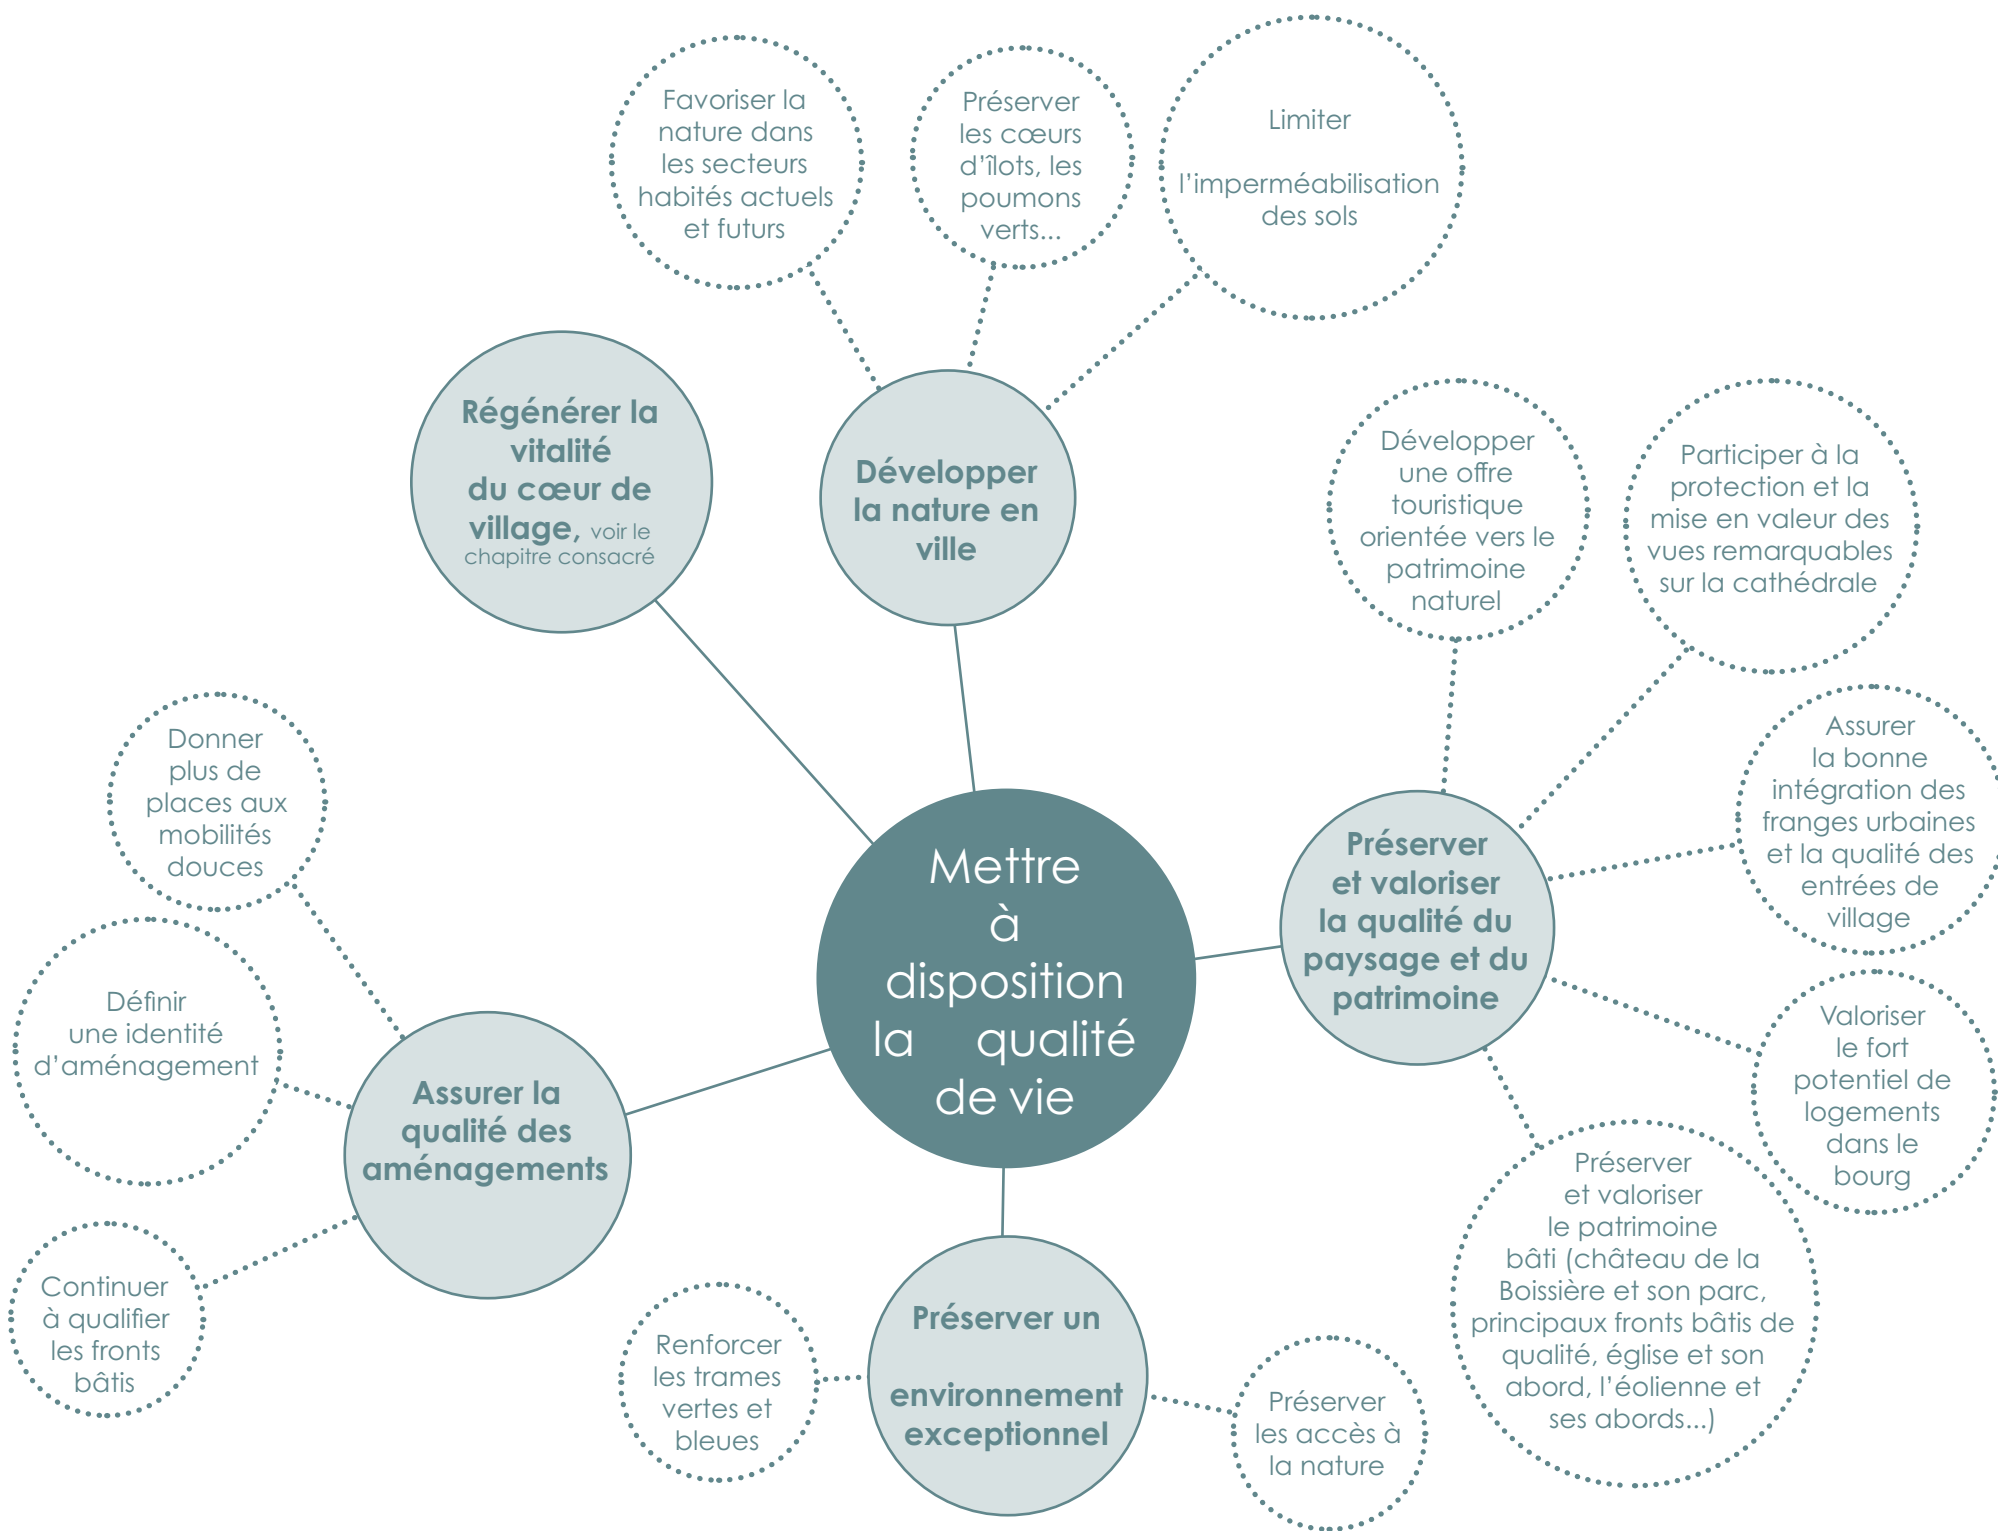 Favoriser la
nature dans
les secteurs
habités actuels
et futurs
Préserver
les cœurs
d’îlots, les
poumons
verts...
Limiter
l’imperméabilisation
des sols
Régénérer la
vitalité
du cœur de
village, voir le
chapitre consacré
Développer
la nature en
ville
Développer
une offre
touristique
orientée vers le
patrimoine
naturel
Participer à la
protection et la
mise en valeur des
vues remarquables
sur la cathédrale
Donner
plus de
places aux
mobilités
douces
Assurer
la bonne
intégration des
franges urbaines
et la qualité des
entrées de
village
Mettre
à
disposition
la qualité
de vie
Préserver
et valoriser
la qualité du
paysage et du
patrimoine
Définir
une identité
d’aménagement
Assurer la
qualité des
aménagements
Valoriser
le fort
potentiel de
logements
dans le
bourg
Préserver
et valoriser
le patrimoine
bâti (château de la
Boissière et son parc,
principaux fronts bâtis de
qualité, église et son
abord, l’éolienne et
ses abords...)
Continuer
à qualifier
les fronts
bâtis
Renforcer
les trames
vertes et
bleues
Préserver un
environnement
exceptionnel
Préserver
les accès à
la nature